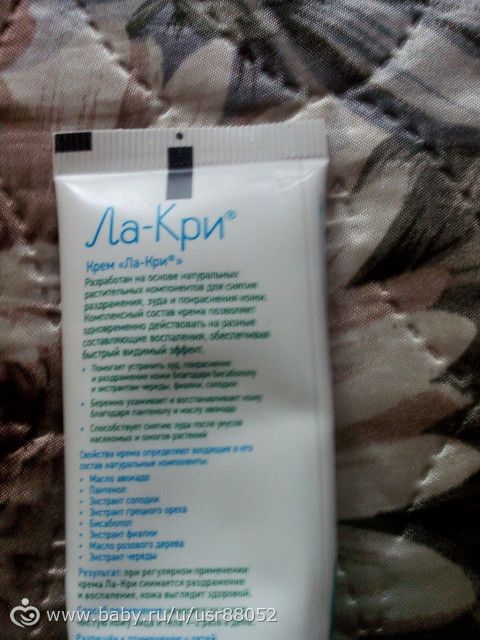 Ла-Кри®
Крем «Ла-Кри®»
Разработан на основе натуральных
растительных компонентов для снятия
раздражения, зуда и покраснения кожи.
Комплексный состав крема позволяет
одновременно действовать на разные
составляющие воспаления, обеспечивая
быстрый видимый эффект.
• Помогает устранить зуд, покраснение
и раздражение кожи благодаря бисабололу
и экстрактам череды, фиалки, солодки
• Бережно ухаживает и восстанавливает кожу
благодаря пантенолу и маслу авокадо
• Способствует снятию зуда после укусов
насекомых и ожогов растений
Свойства крема определяют входящие в его
состав натуральные компоненты:
• Масло авокадо
• Пантенол
• Экстракт солодки
• Экстракт грецкого ореха
• Бисаболол
• Экстракт фиалки
• Масло розового дерева
• Экстракт череды
Результат: при регулярном применении
крема Ла-Кри снимается раздражение
и воспаление, кожа выглядит здоровой.
www.baby.ru/u/usr88052